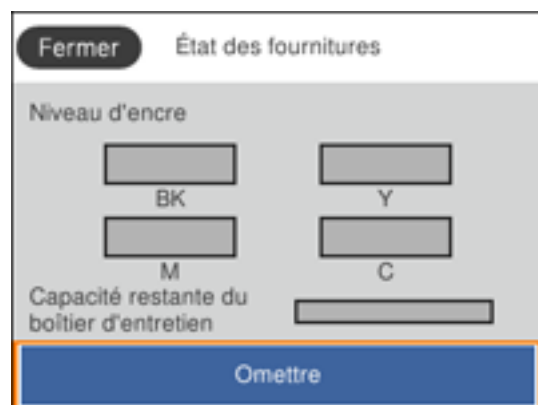 Fermer État des fournitures
Niveau d'encre
BK Y
M C
Capacité restante du
boîtier d'entretien
Omettre